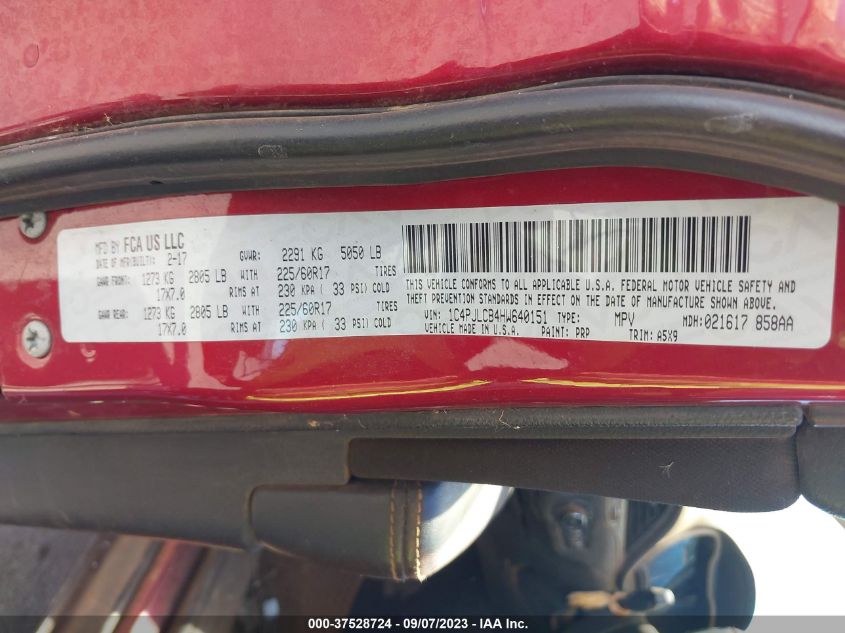 MFD BY FCA US LLC
DATE OF MFR(BUILT): 2-17 GVWR: 2291 KG 5050 LB
GAWR FRONT: 1273 KG 2805 LB WITH 225/60R17 TIRES
17X7.0 RIMS AT 230 KPA ( 33 PSI) COLD
GAWR REAR: 1273 KG 2805 LB WITH 225/60R17 TIRES
17X7.0 RIMS AT 230 KPA ( 33 PSI) COLD
THIS VEHICLE CONFORMS TO ALL APPLICABLE U.S.A. FEDERAL MOTOR VEHICLE SAFETY AND
THEFT PREVENTION STANDARDS IN EFFECT ON THE DATE OF MANUFACTURE SHOWN ABOVE.
VIN: 1C4PJLCB4HW640151 TYPE: MPV MDH:021617 858AA
VEHICLE MADE IN U.S.A. PAINT: PRP TRIM: A5X9
000-37528724 - 09/07/2023 - IAA Inc.